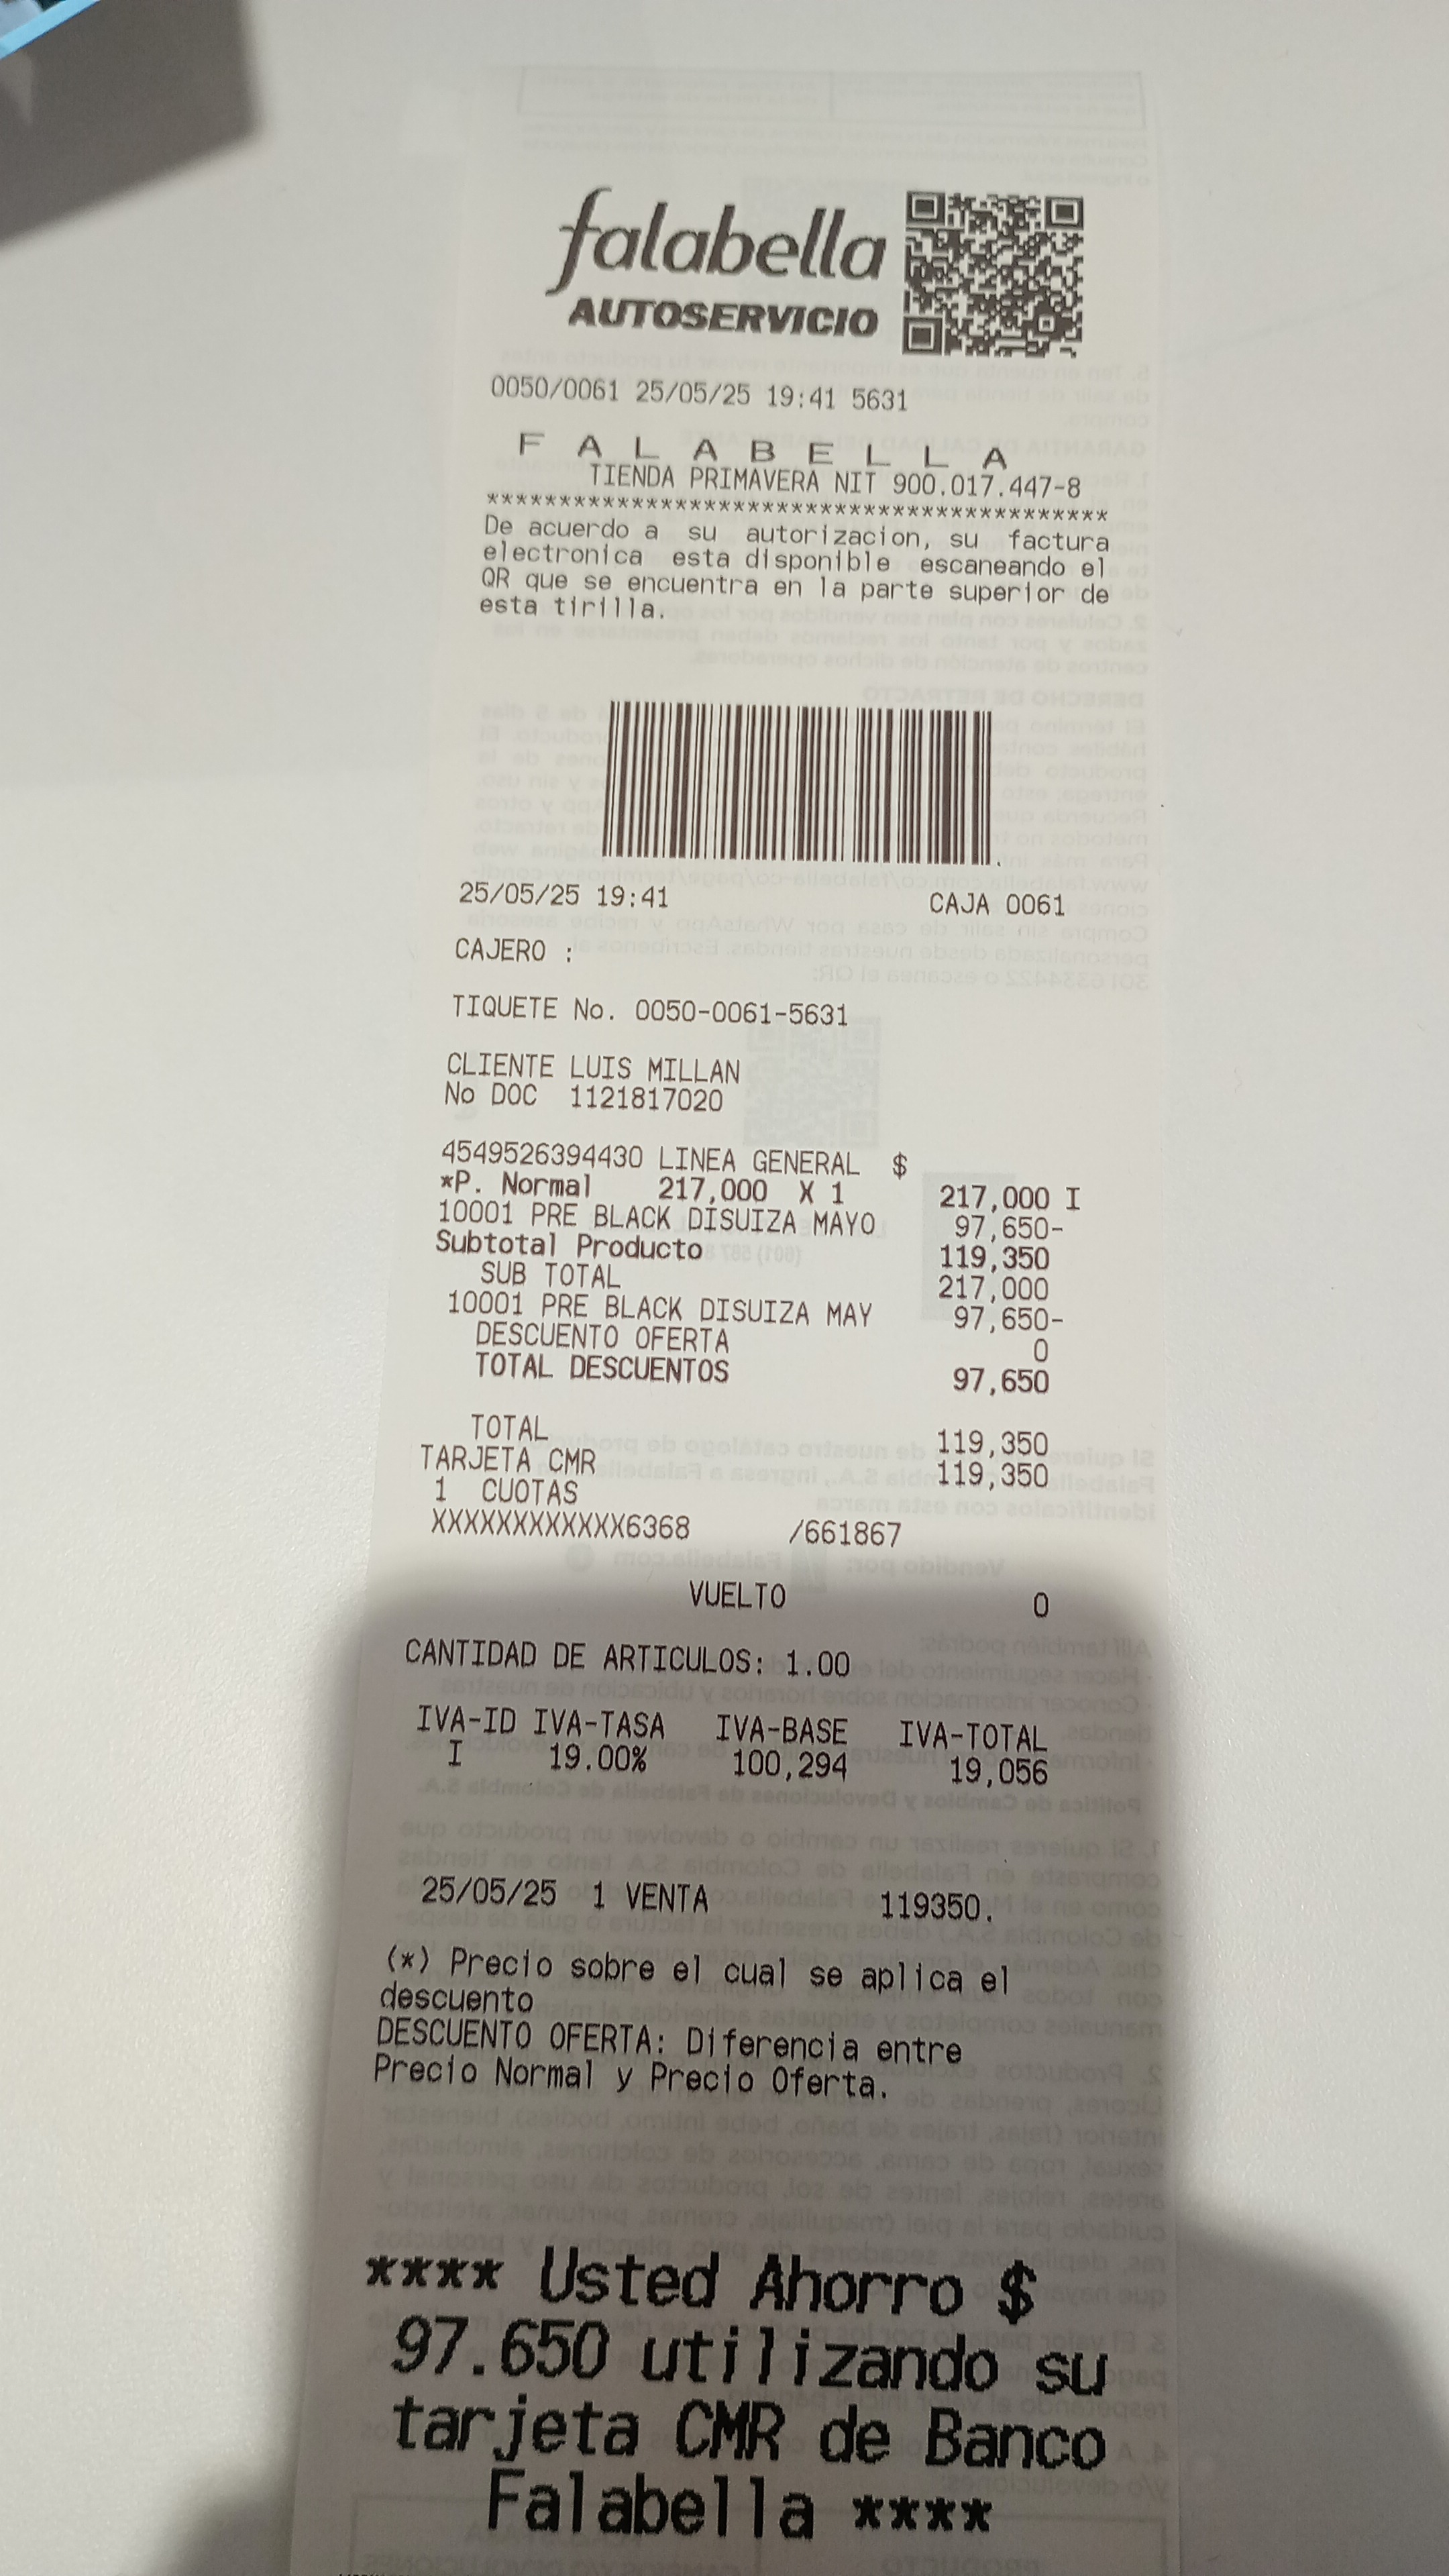 falabella
AUTOSERVICIO
0050/0061 25/05/25 19:41 5631
F A L A B E L L A
TIENDA PRIMAVERA NIT 900.017.447-8
*******************************************
De acuerdo a su autorizacion, su factura
electronica esta disponible escaneando el
QR que se encuentra en la parte superior de
esta tirilla.
25/05/25 19:41 CAJA 0061
CAJERO :
TIQUETE No. 0050-0061-5631
CLIENTE LUIS MILLAN
No DOC 1121817020
4549526394430 LINEA GENERAL $
*P. Normal 217,000 X 1 217,000 I
10001 PRE BLACK DISUIZA MAYO 97,650-
Subtotal Producto 119,350
SUB TOTAL 217,000
10001 PRE BLACK DISUIZA MAY 97,650-
DESCUENTO OFERTA 0
TOTAL DESCUENTOS 97,650
TOTAL 119,350
TARJETA CMR 119,350
1 CUOTAS
XXXXXXXXXXXX6368 /661867
VUELTO 0
CANTIDAD DE ARTICULOS: 1.00
IVA-ID IVA-TASA IVA-BASE IVA-TOTAL
I 19.00% 100,294 19,056
25/05/25 1 VENTA 119350.
(*) Precio sobre el cual se aplica el
descuento
DESCUENTO OFERTA: Diferencia entre
Precio Normal y Precio Oferta.
**** Usted Ahorro $
97.650 utilizando su
tarjeta CMR de Banco
Falabella ****